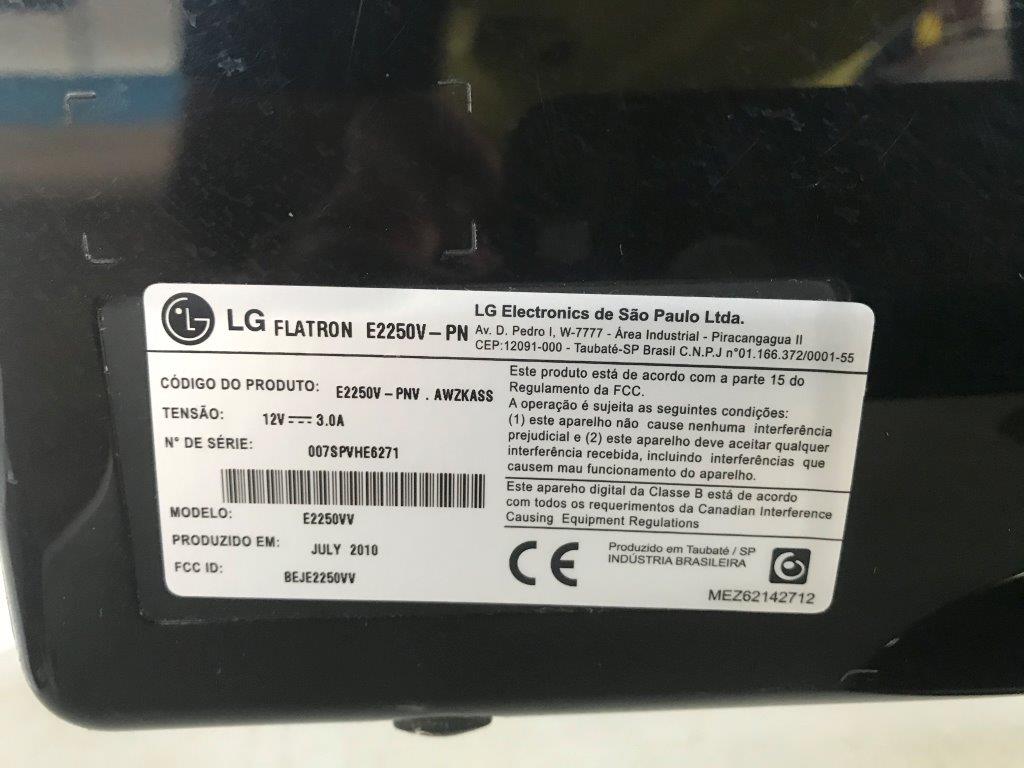 LG FLATRON E2250V-PN
LG Electronics de São Paulo Ltda.
Av. D. Pedro I, W-7777 - Área Industrial - Piracangagua II
CEP:12091-000 - Taubaté-SP Brasil C.N.P.J n°01.166.372/0001-55
CÓDIGO DO PRODUTO: E2250V-PNV . AWZKASS
TENSÃO: 12V⎓3.0A
N° DE SÉRIE: 007SPVHE6271
MODELO: E2250VV
PRODUZIDO EM: JULY 2010
FCC ID: BEJE2250VV
Este produto está de acordo com a parte 15 do
Regulamento da FCC.
A operação é sujeita as seguintes condições:
(1) este aparelho não cause nenhuma interferência
prejudicial e (2) este aparelho deve aceitar qualquer
interferência recebida, incluindo interferências que
causem mau funcionamento do aparelho.
Este apareho digital da Classe B está de acordo
com todos os requerimentos da Canadian Interference
Causing Equipment Regulations
CE
Produzido em Taubaté / SP
INDÚSTRIA BRASILEIRA
MEZ62142712